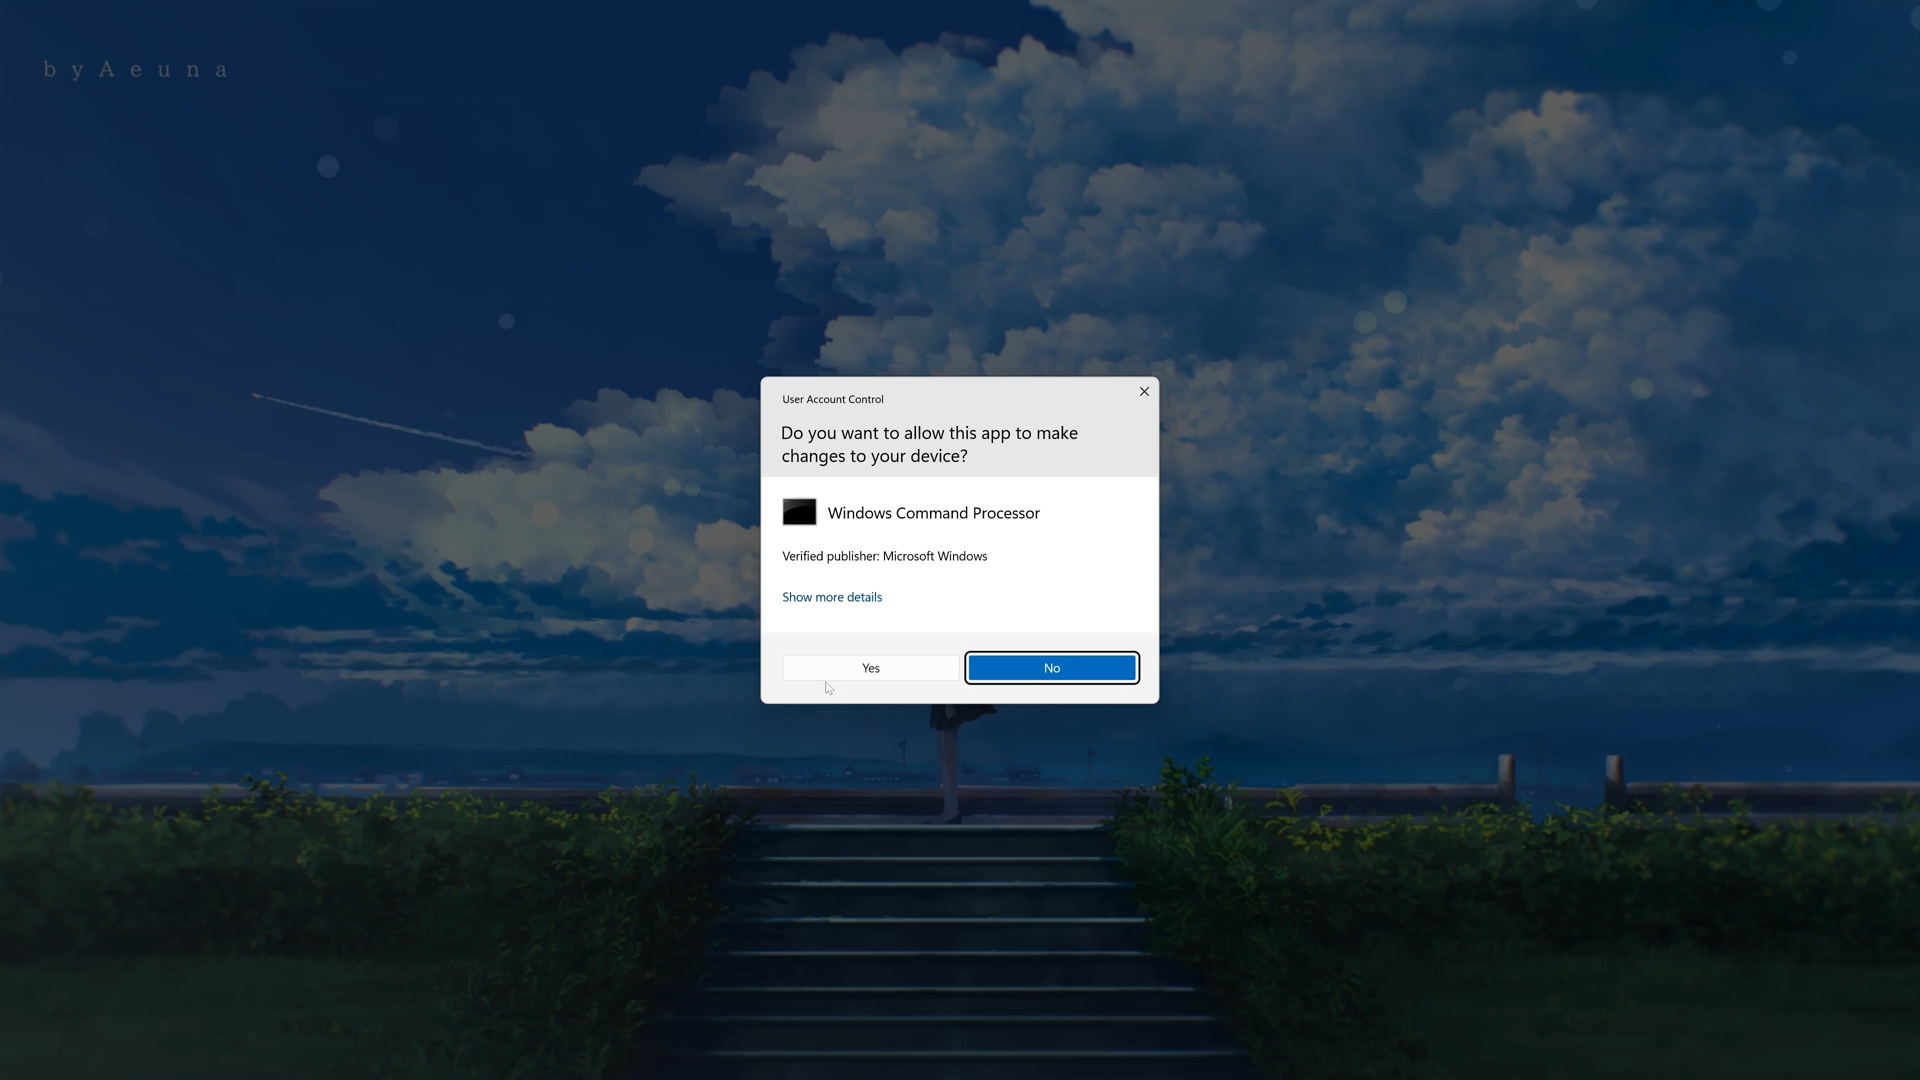 b y A e u n a
User Account Control
Do you want to allow this app to make
changes to your device?
Windows Command Processor
Verified publisher: Microsoft Windows
Show more details
Yes
No